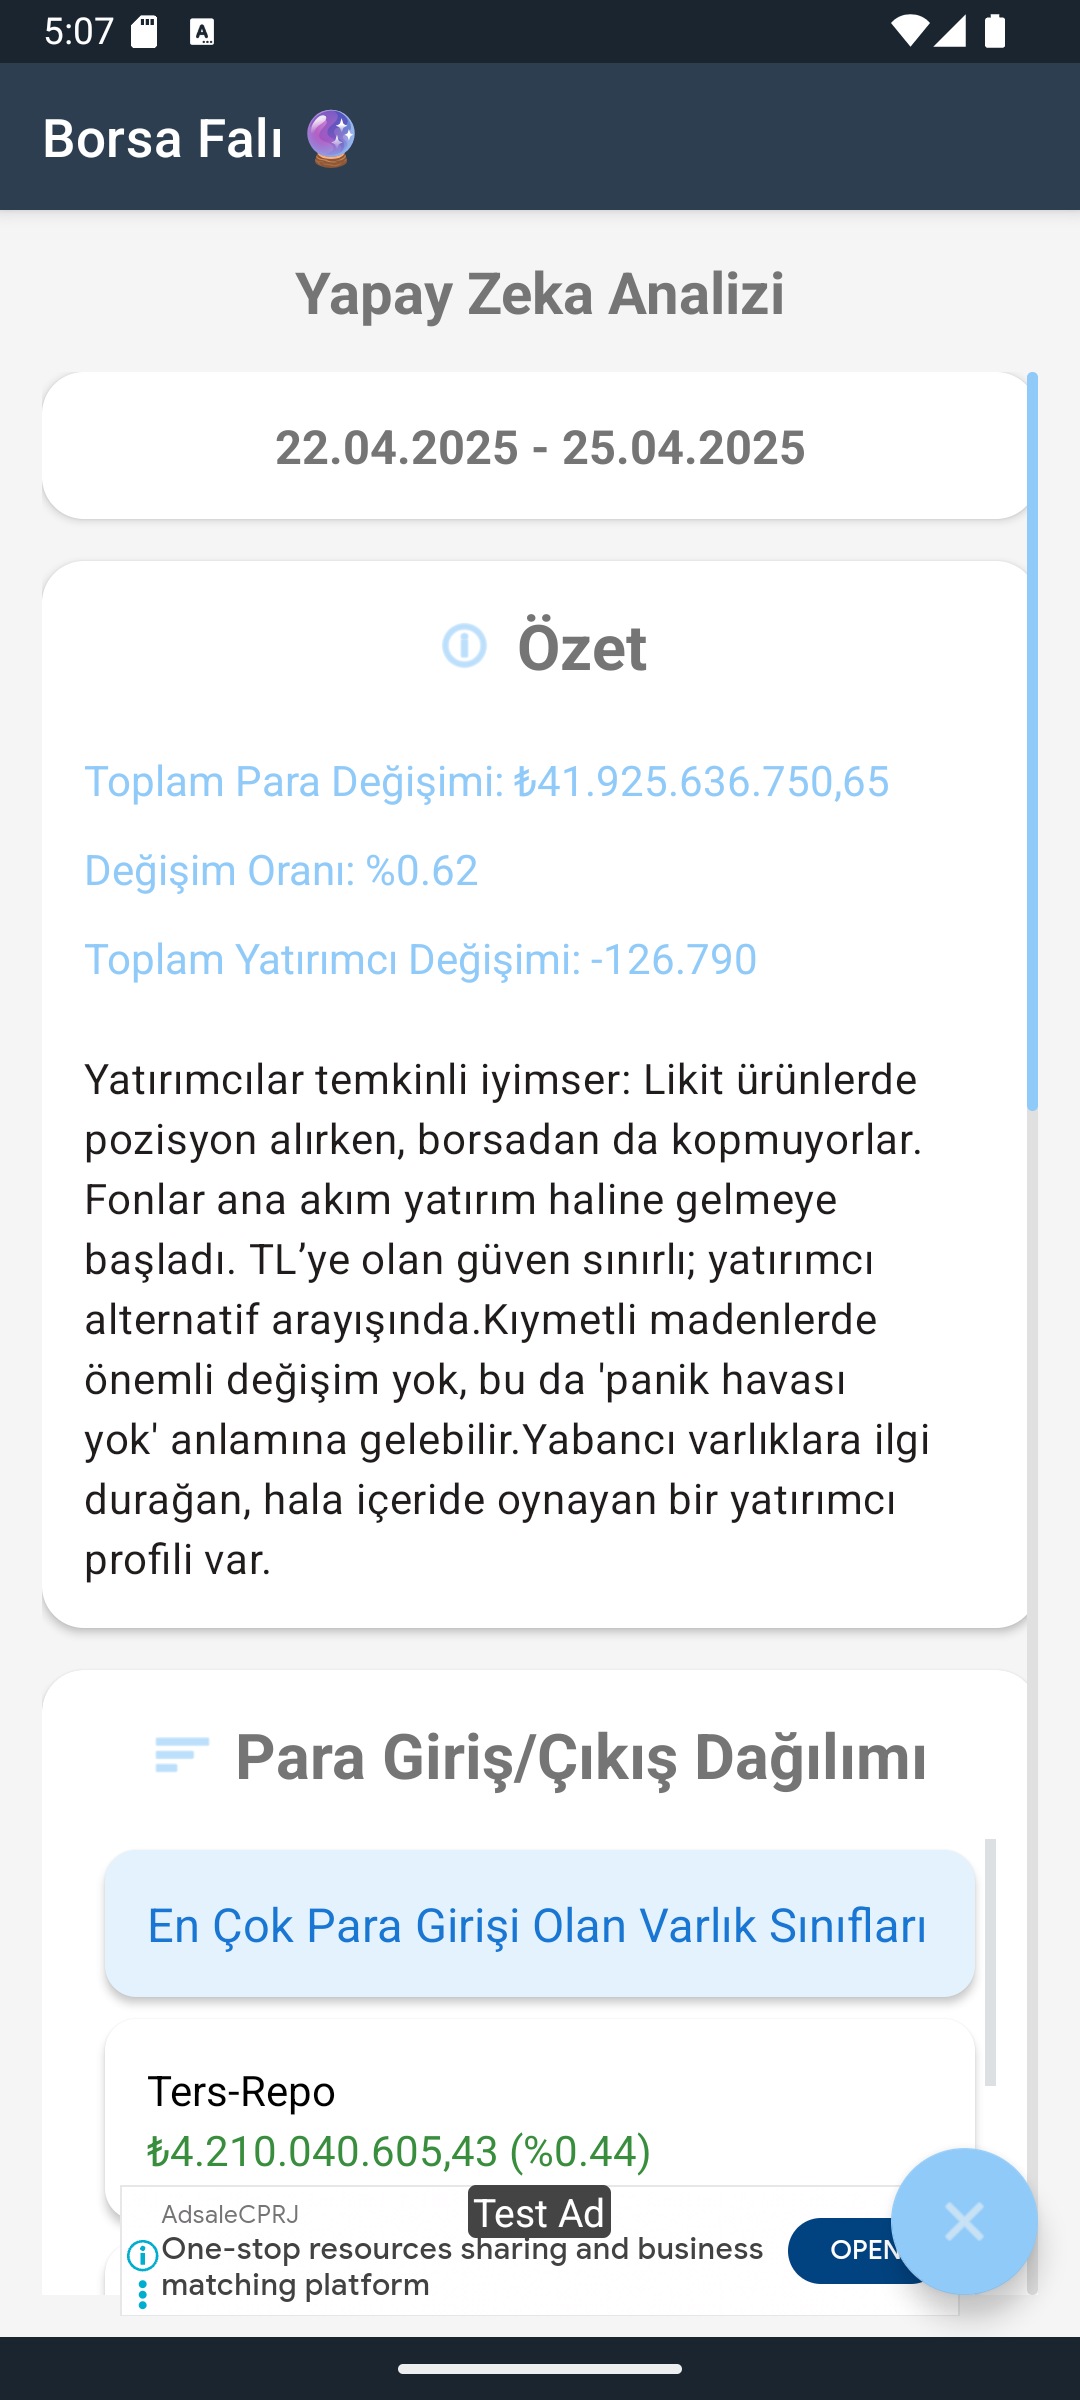 5:07
Borsa Falı
Yapay Zeka Analizi
22.04.2025 - 25.04.2025
Özet
Toplam Para Değişimi: ₺41.925.636.750,65
Değişim Oranı: %0.62
Toplam Yatırımcı Değişimi: -126.790
Yatırımcılar temkinli iyimser: Likit ürünlerde
pozisyon alırken, borsadan da kopmuyorlar.
Fonlar ana akım yatırım haline gelmeye
başladı. TL’ye olan güven sınırlı; yatırımcı
alternatif arayışında.Kıymetli madenlerde
önemli değişim yok, bu da 'panik havası
yok' anlamına gelebilir.Yabancı varlıklara ilgi
durağan, hala içeride oynayan bir yatırımcı
profili var.
Para Giriş/Çıkış Dağılımı
En Çok Para Girişi Olan Varlık Sınıfları
Ters-Repo
₺4.210.040.605,43 (%0.44)
Test Ad
AdsaleCPRJ
One-stop resources sharing and business
matching platform
OPEN